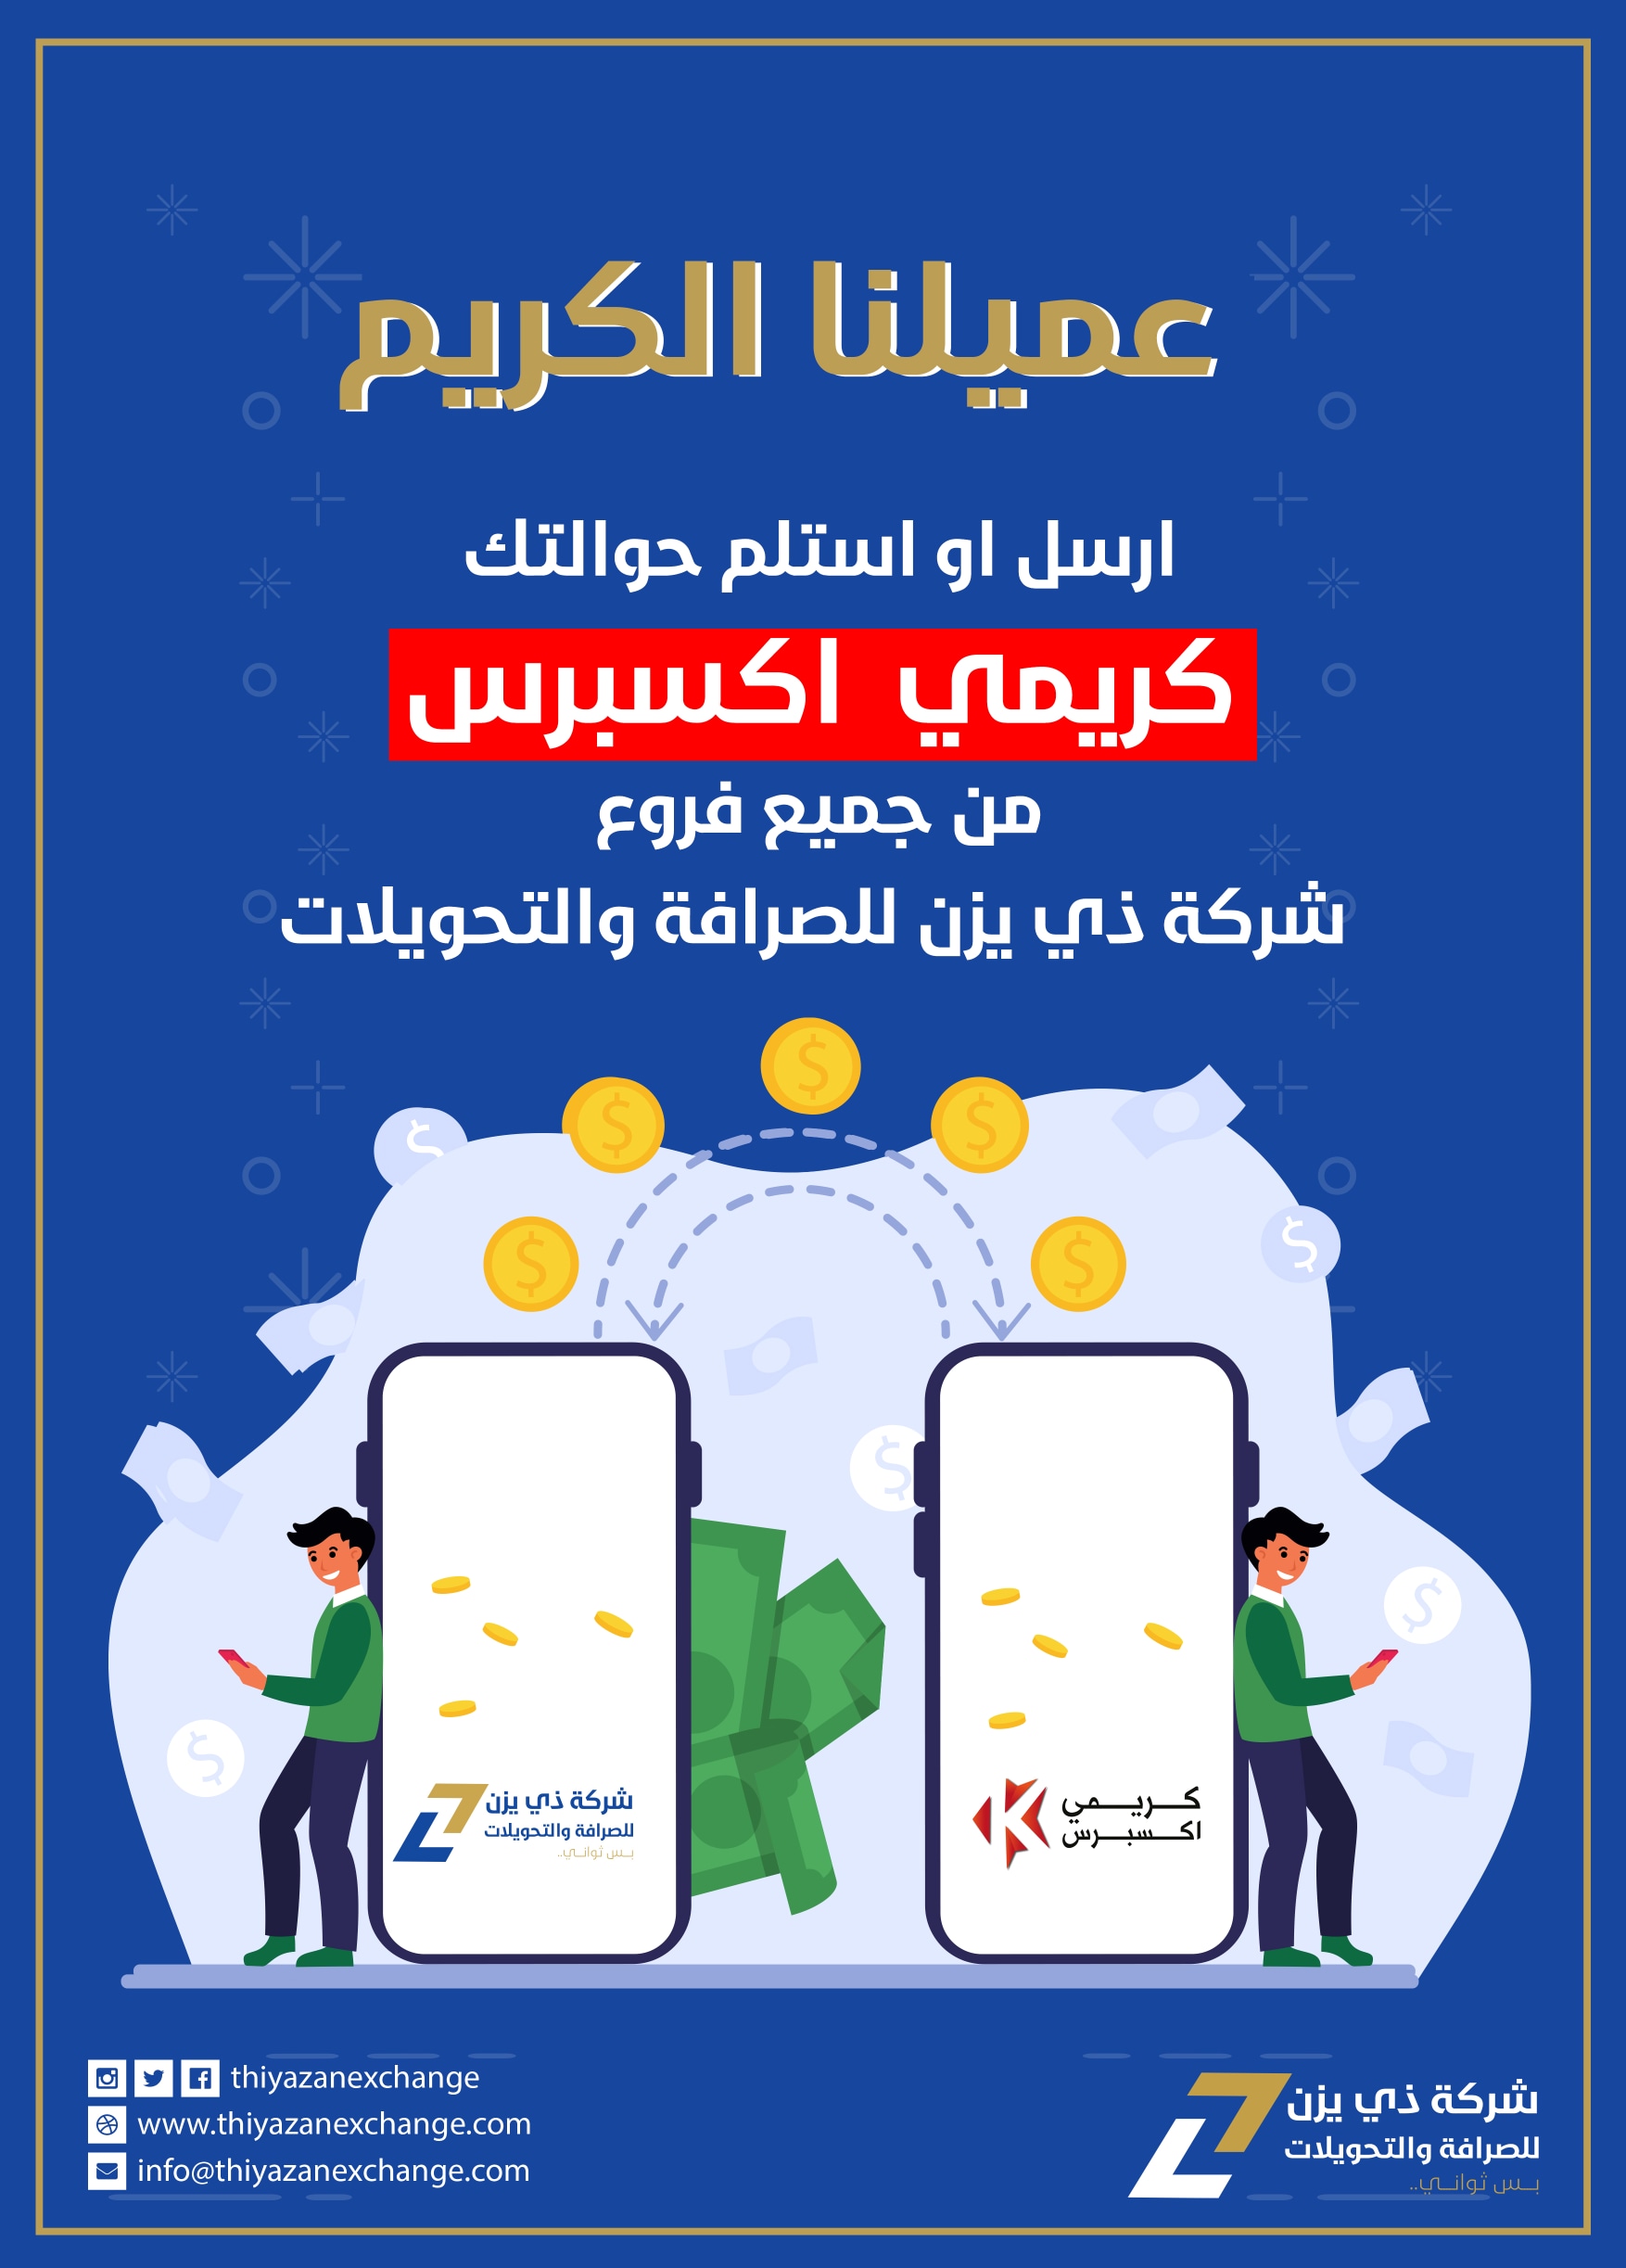 عميلنا الكريم
ارسل او استلم حوالتك
كريمي اكسبرس
من جميع فروع
شركة ذي يزن للصرافة والتحويلات
شركة ذي يزن
للصرافة والتحويلات
بس ثواني..
كريمي
اكسبرس
thiyazanexchange
www.thiyazanexchange.com
info@thiyazanexchange.com
شركة ذي يزن
للصرافة والتحويلات
بس ثواني..